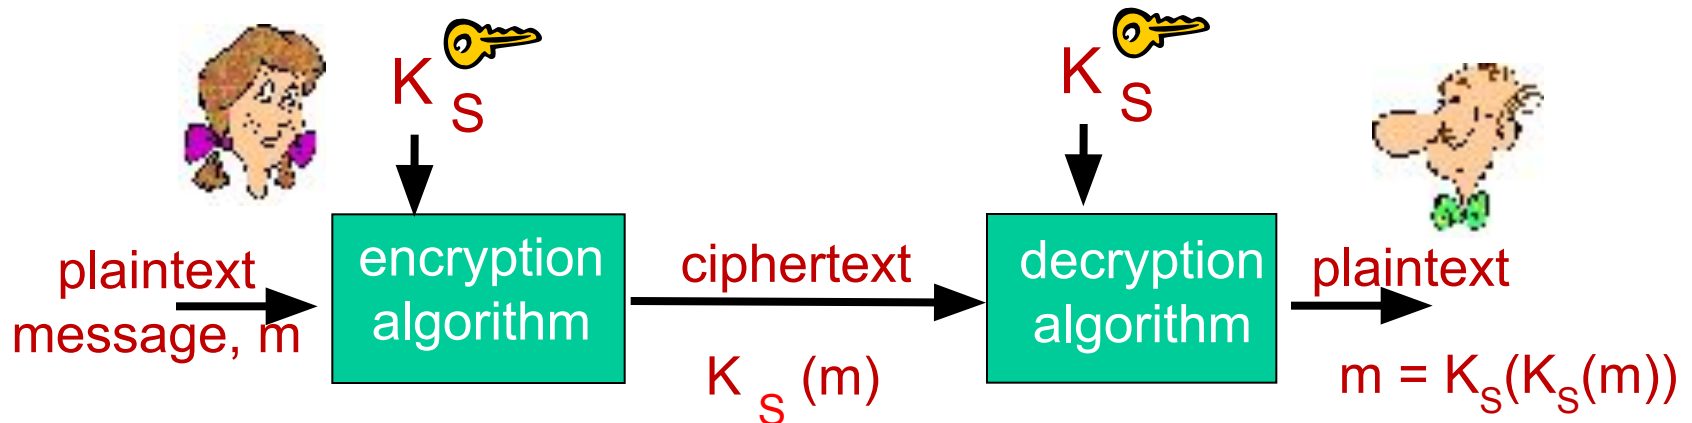 K S
K S
plaintext
message, m
encryption
algorithm
ciphertext
K S (m)
decryption
algorithm
plaintext
m = KS(KS(m))